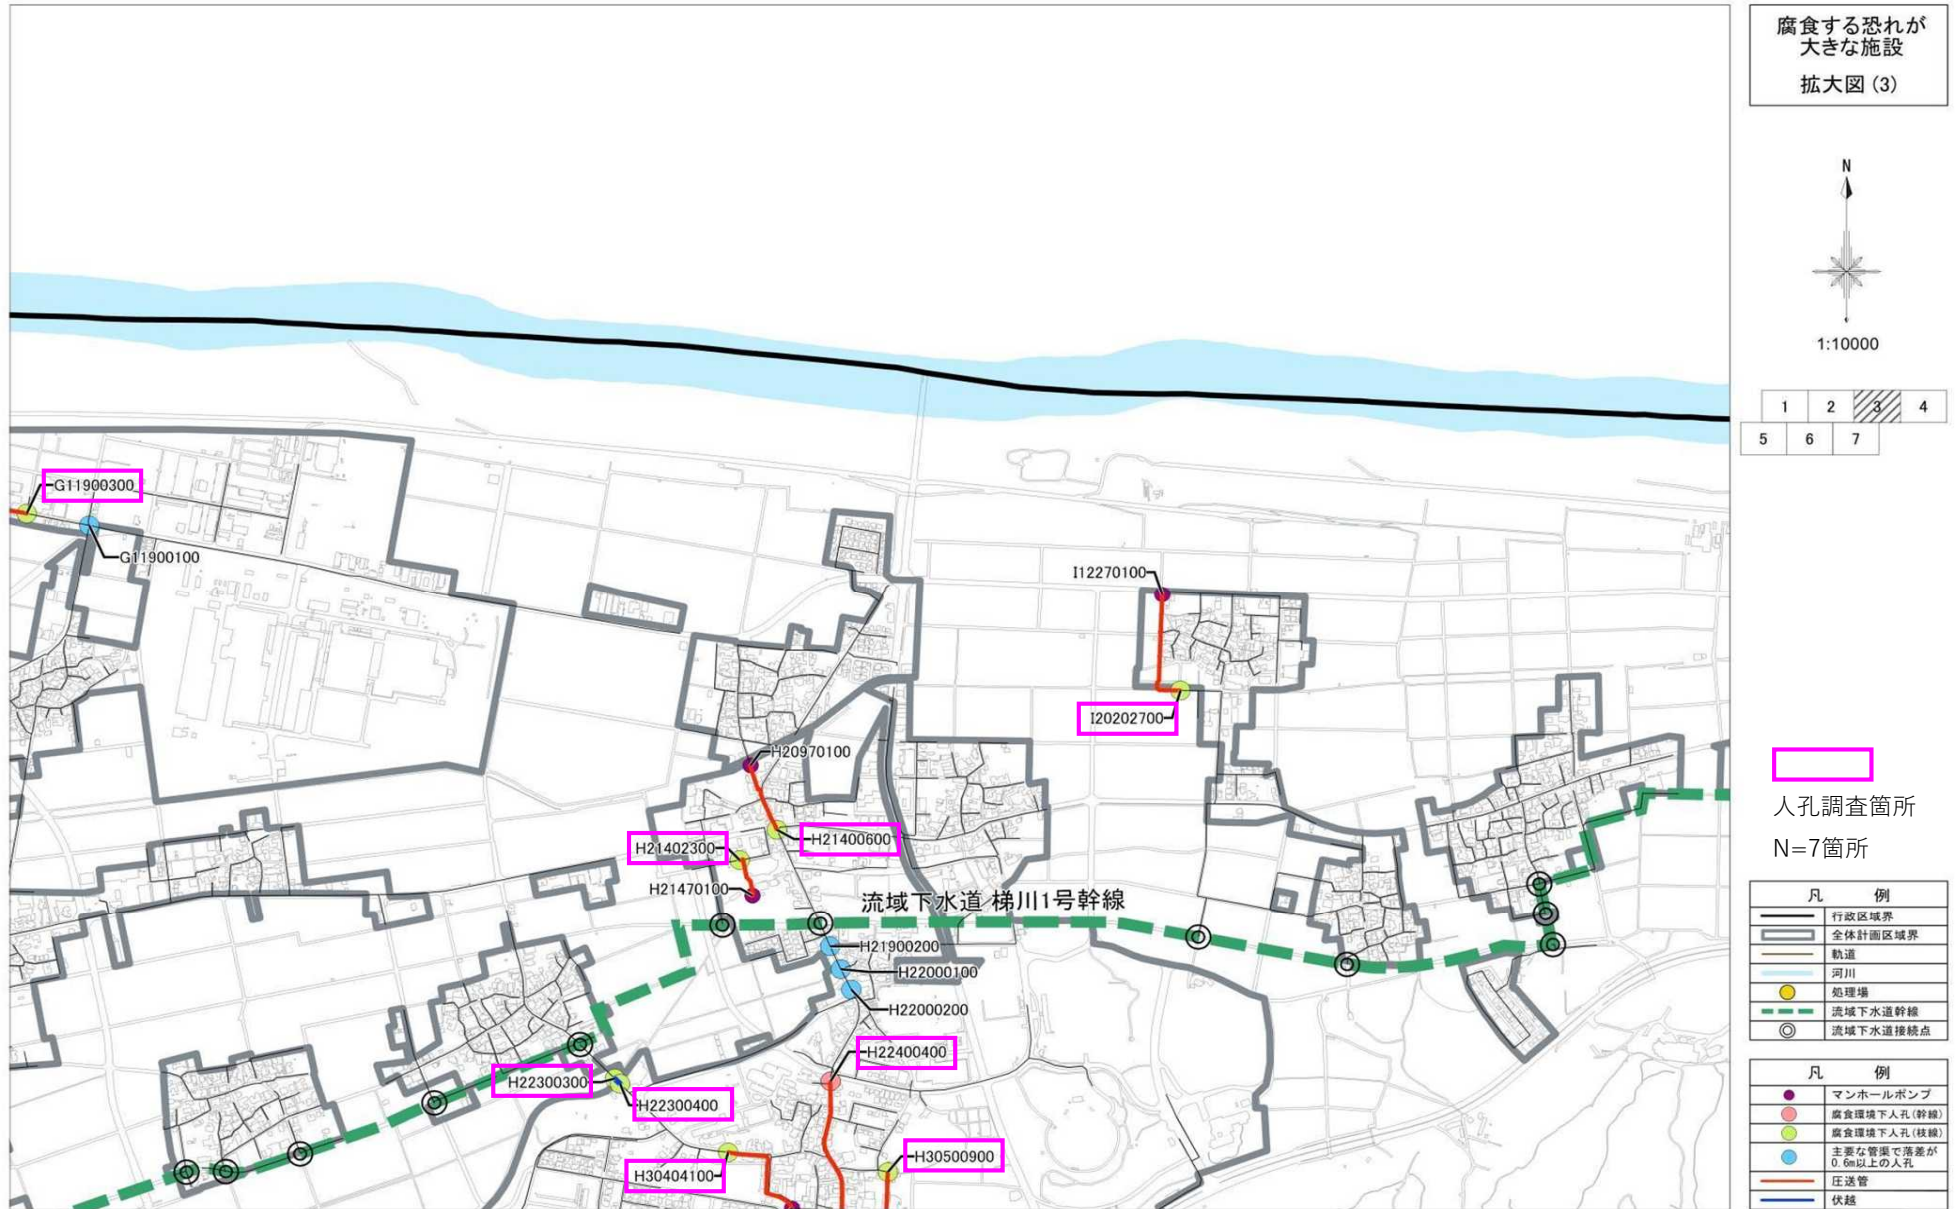 腐食する恐れが
大きな施設
拡大図(3)
N
1:10000
1 2 3 4
5 6 7
G11900300
G11900100
I12270100
I20202700
H20970100
H21400600
H21402300
H21470100
流域下水道 梯川1号幹線
H21900200
H22000100
H22000200
H22400400
H22300300
H22300400
H30404100
H30500900
人孔調査箇所
N=7箇所
凡 例
行政区域界
全体計画区域界
軌道
河川
処理場
流域下水道幹線
流域下水道接続点
凡 例
マンホールポンプ
腐食環境下人孔(幹線)
腐食環境下人孔(枝線)
主要な管渠で落差が
0.6m以上の人孔
圧送管
伏越